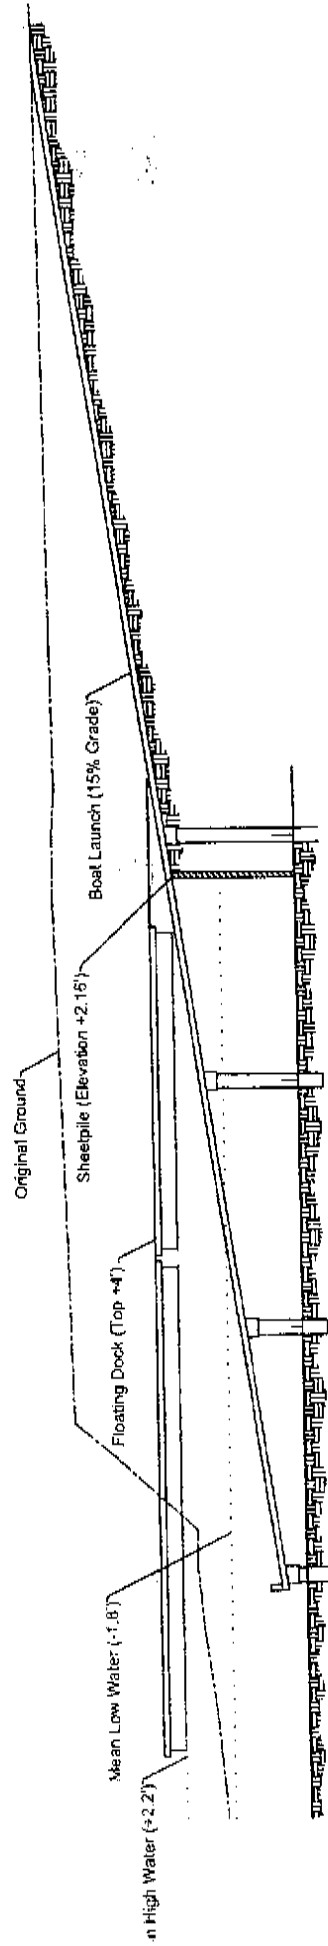 Original Ground
Boat Launch (15% Grade)
Sheetpile (Elevation +2.15')
Floating Dock (Top +4')
Mean Low Water (-1.8')
n High Water (+2.2')